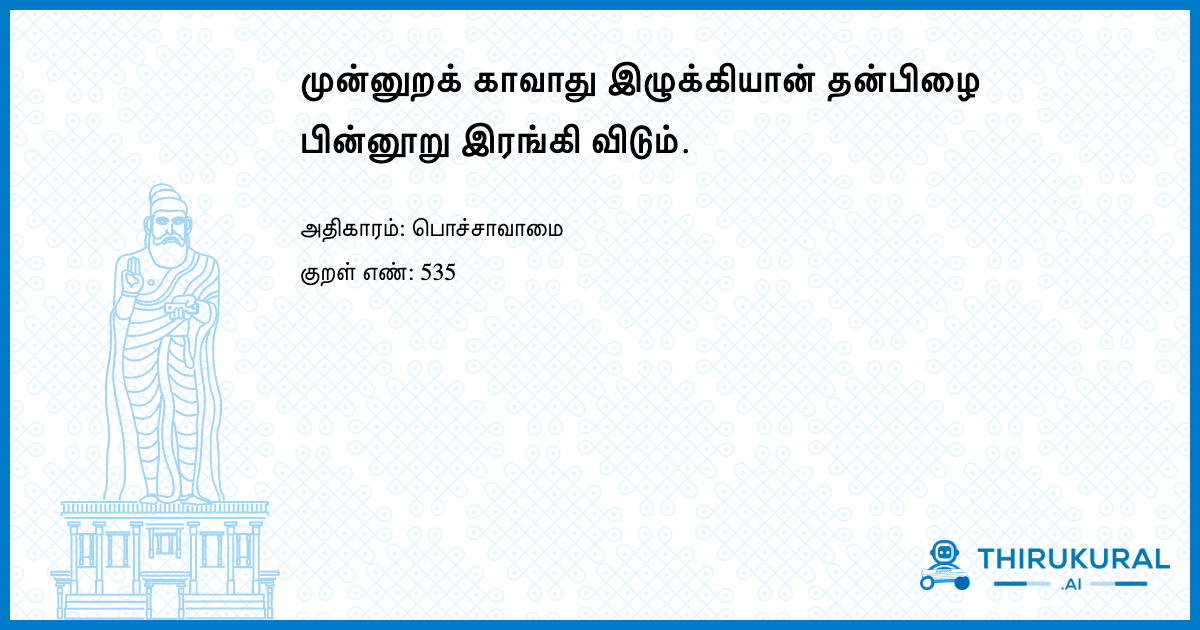 முன்னுறக் காவாது இழுக்கியான் தன்பிழை
பின்னூறு இரங்கி விடும்.
அதிகாரம்: பொச்சாவாமை
குறள் எண்: 535
THIRUKURAL
.AI